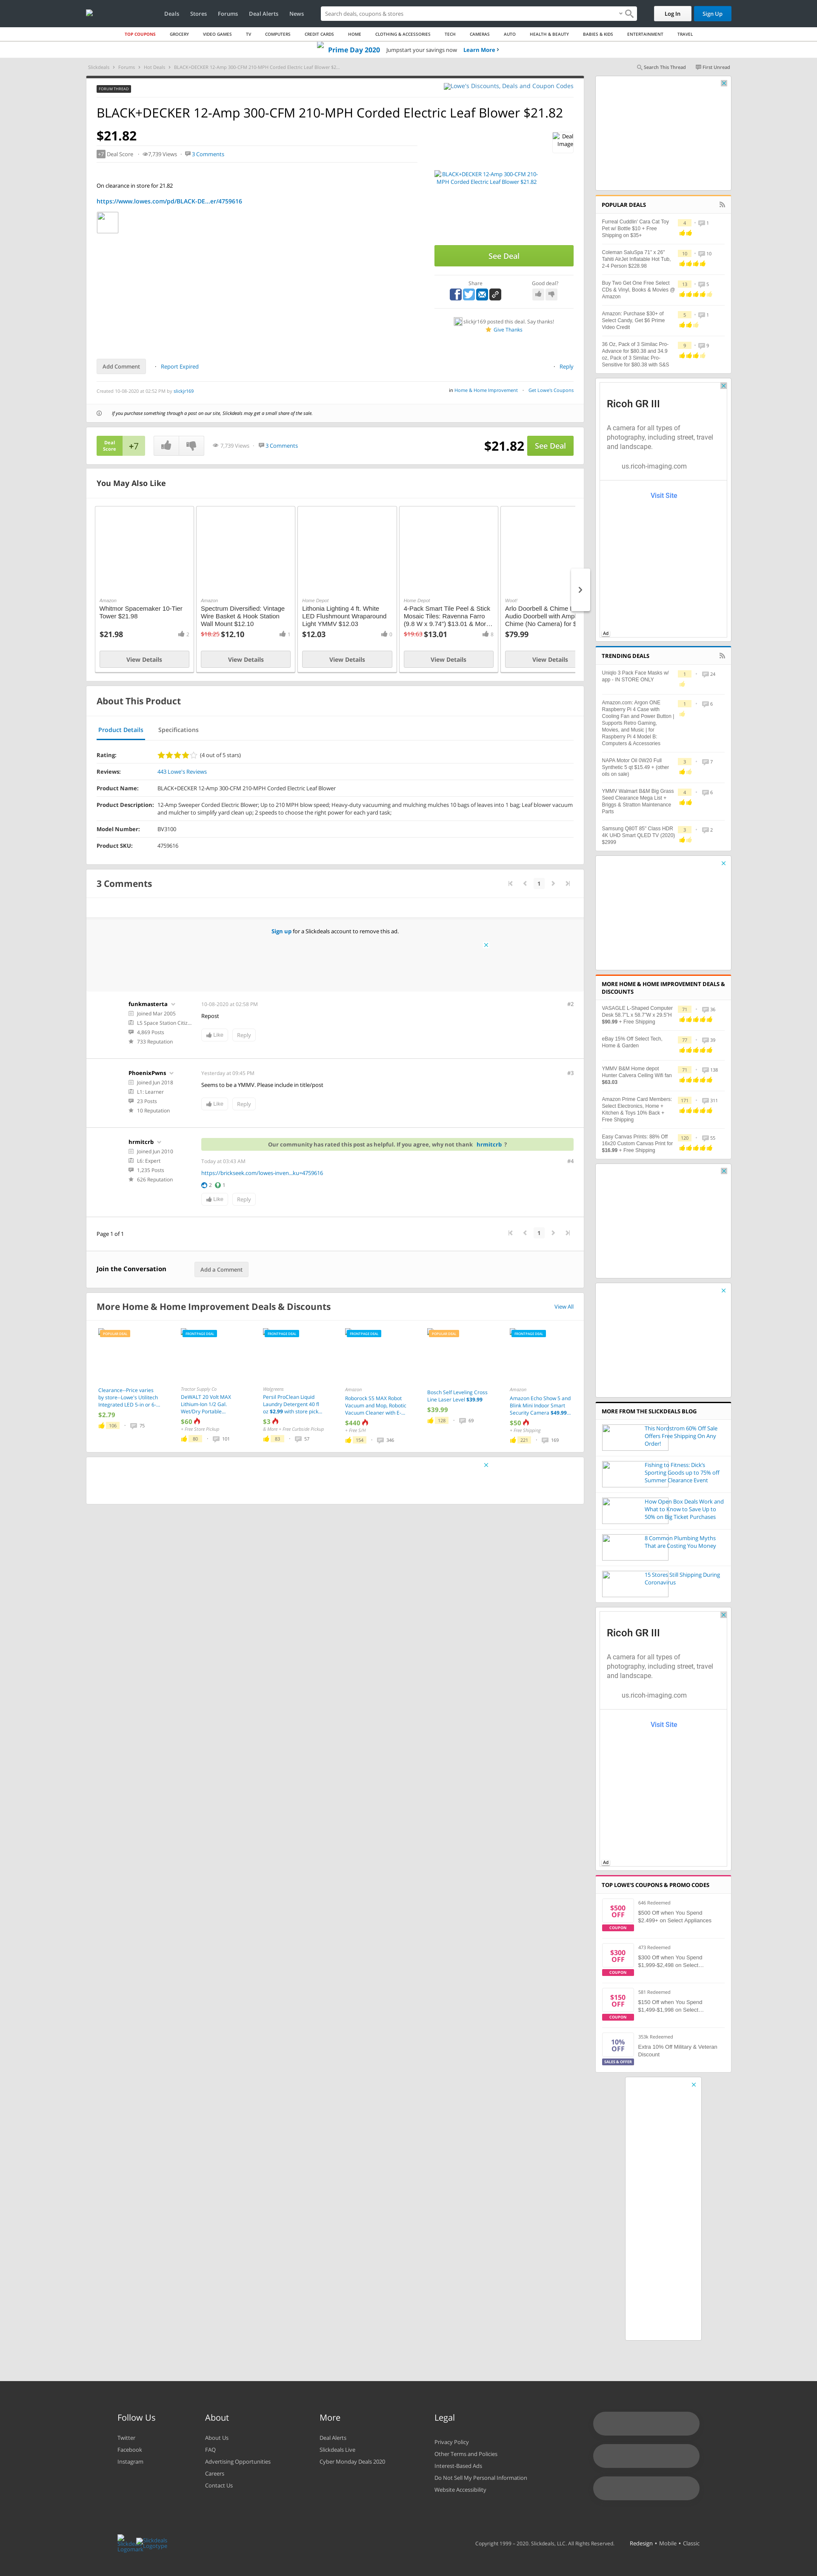 Deals Stores Forums Deal Alerts News
Search deals, coupons & stores
Log In Sign Up
TOP COUPONS GROCERY VIDEO GAMES TV COMPUTERS CREDIT CARDS HOME CLOTHING & ACCESSORIES TECH CAMERAS AUTO HEALTH & BEAUTY BABIES & KIDS ENTERTAINMENT TRAVEL
Prime Day 2020 Jumpstart your savings now Learn More ›
Slickdeals › Forums › Hot Deals › BLACK+DECKER 12-Amp 300-CFM 210-MPH Corded Electric Leaf Blower $2...
Search This Thread First Unread
FORUM THREAD
Lowe's Discounts, Deals and Coupon Codes
BLACK+DECKER 12-Amp 300-CFM 210-MPH Corded Electric Leaf Blower $21.82
$21.82
Deal Image
+7 Deal Score 7,739 Views 3 Comments
On clearance in store for 21.82
https://www.lowes.com/pd/BLACK-DE...er/4759616
BLACK+DECKER 12-Amp 300-CFM 210-MPH Corded Electric Leaf Blower $21.82
See Deal
Share
Good deal?
slickjr169 posted this deal. Say thanks!
Give Thanks
Add Comment Report Expired Reply
Created 10-08-2020 at 02:52 PM by slickjr169
in Home & Home Improvement Get Lowe's Coupons
If you purchase something through a post on our site, Slickdeals may get a small share of the sale.
Deal Score +7
7,739 Views 3 Comments
$21.82 See Deal
You May Also Like
Amazon
Whitmor Spacemaker 10-Tier Tower $21.98
$21.98 2
View Details
Amazon
Spectrum Diversified: Vintage Wire Basket & Hook Station Wall Mount $12.10
$18.25 $12.10 1
View Details
Home Depot
Lithonia Lighting 4 ft. White LED Flushmount Wraparound Light YMMV $12.03
$12.03 0
View Details
Home Depot
4-Pack Smart Tile Peel & Stick Mosaic Tiles: Ravenna Farro (9.8 W x 9.74") $13.01 & Mor...
$19.63 $13.01 8
View Details
Woot!
Arlo Doorbell & Chime
Audio Doorbell with Amp
Chime (No Camera) for $
$79.99
View Details
About This Product
Product Details Specifications
Rating: (4 out of 5 stars)
Reviews: 443 Lowe's Reviews
Product Name: BLACK+DECKER 12-Amp 300-CFM 210-MPH Corded Electric Leaf Blower
Product Description: 12-Amp Sweeper Corded Electric Blower; Up to 210 MPH blow speed; Heavy-duty vacuuming and mulching mulches 10 bags of leaves into 1 bag; Leaf blower vacuum and mulcher to simplify yard clean up; 2 speeds to choose the right power for each yard task;
Model Number: BV3100
Product SKU: 4759616
3 Comments
1
Sign up for a Slickdeals account to remove this ad.
funkmasterta
Joined Mar 2005
L5 Space Station Citiz...
4,869 Posts
733 Reputation
10-08-2020 at 02:58 PM #2
Repost
Like Reply
PhoenixPwns
Joined Jun 2018
L1: Learner
23 Posts
10 Reputation
Yesterday at 09:45 PM #3
Seems to be a YMMV. Please include in title/post
Like Reply
hrmitcrb
Joined Jun 2010
L6: Expert
1,235 Posts
626 Reputation
Our community has rated this post as helpful. If you agree, why not thank hrmitcrb ?
Today at 03:43 AM #4
https://brickseek.com/lowes-inven...ku=4759616
2 1
Like Reply
Page 1 of 1
1
Join the Conversation Add a Comment
More Home & Home Improvement Deals & Discounts
View All
POPULAR DEAL
Clearance--Price varies by store--Lowe's Utilitech Integrated LED 5-in or 6-...
$2.79
106 75
FRONTPAGE DEAL
Tractor Supply Co
DeWALT 20 Volt MAX Lithium-Ion 1/2 Gal. Wet/Dry Portable...
$60
+ Free Store Pickup
80 101
FRONTPAGE DEAL
Walgreens
Persil ProClean Liquid Laundry Detergent 40 fl oz $2.99 with store pick...
$3
& More + Free Curbside Pickup
83 57
FRONTPAGE DEAL
Amazon
Roborock S5 MAX Robot Vacuum and Mop, Robotic Vacuum Cleaner with E-...
$440
+ Free S/H
154 346
POPULAR DEAL
Bosch Self Leveling Cross Line Laser Level $39.99
$39.99
128 69
FRONTPAGE DEAL
Amazon
Amazon Echo Show 5 and Blink Mini Indoor Smart Security Camera $49.99...
$50
+ Free Shipping
221 169
POPULAR DEALS
Furreal Cuddlin' Cara Cat Toy Pet w/ Bottle $10 + Free Shipping on $35+
4 1
Coleman SaluSpa 71" x 26" Tahiti AirJet Inflatable Hot Tub, 2-4 Person $228.98
10 10
Buy Two Get One Free Select CDs & Vinyl, Books & Movies @ Amazon
13 5
Amazon: Purchase $30+ of Select Candy, Get $6 Prime Video Credit
5 1
36 Oz, Pack of 3 Similac Pro-Advance for $80.38 and 34.9 oz, Pack of 3 Similac Pro-Sensitive for $80.38 with S&S
9 9
Ricoh GR III
A camera for all types of photography, including street, travel and landscape.
us.ricoh-imaging.com
Visit Site
Ad
TRENDING DEALS
Uniqlo 3 Pack Face Masks w/ app - IN STORE ONLY
1 24
Amazon.com: Argon ONE Raspberry Pi 4 Case with Cooling Fan and Power Button | Supports Retro Gaming, Movies, and Music | for Raspberry Pi 4 Model B: Computers & Accessories
1 6
NAPA Motor Oil 0W20 Full Synthetic 5 qt $15.49 + (other oils on sale)
3 7
YMMV Walmart B&M Big Grass Seed Clearance Mega List + Briggs & Stratton Maintenance Parts
4 6
Samsung Q80T 85" Class HDR 4K UHD Smart QLED TV (2020) $2999
3 2
MORE HOME & HOME IMPROVEMENT DEALS & DISCOUNTS
VASAGLE L-Shaped Computer Desk 58.7"L x 58.7"W x 29.5"H $90.99 + Free Shipping
71 36
eBay 15% Off Select Tech, Home & Garden
77 39
YMMV B&M Home depot Hunter Calvera Ceiling Wifi fan $63.03
71 138
Amazon Prime Card Members: Select Electronics, Home + Kitchen & Toys 10% Back + Free Shipping
171 311
Easy Canvas Prints: 88% Off 16x20 Custom Canvas Print for $16.99 + Free Shipping
120 55
MORE FROM THE SLICKDEALS BLOG
This Nordstrom 60% Off Sale Offers Free Shipping On Any Order!
Fishing to Fitness: Dick's Sporting Goods up to 75% off Summer Clearance Event
How Open Box Deals Work and What to Know to Save Up to 50% on Big Ticket Purchases
8 Common Plumbing Myths That are Costing You Money
15 Stores Still Shipping During Coronavirus
Ricoh GR III
A camera for all types of photography, including street, travel and landscape.
us.ricoh-imaging.com
Visit Site
Ad
TOP LOWE'S COUPONS & PROMO CODES
$500 OFF COUPON
646 Redeemed
$500 Off when You Spend $2,499+ on Select Appliances
$300 OFF COUPON
473 Redeemed
$300 Off when You Spend $1,999-$2,498 on Select...
$150 OFF COUPON
581 Redeemed
$150 Off when You Spend $1,499-$1,998 on Select...
10% OFF SALES & OFFER
353k Redeemed
Extra 10% Off Military & Veteran Discount
Follow Us
Twitter
Facebook
Instagram
About
About Us
FAQ
Advertising Opportunities
Careers
Contact Us
More
Deal Alerts
Slickdeals Live
Cyber Monday Deals 2020
Legal
Privacy Policy
Other Terms and Policies
Interest-Based Ads
Do Not Sell My Personal Information
Website Accessibility
Copyright 1999 - 2020. Slickdeals, LLC. All Rights Reserved. Redesign • Mobile • Classic